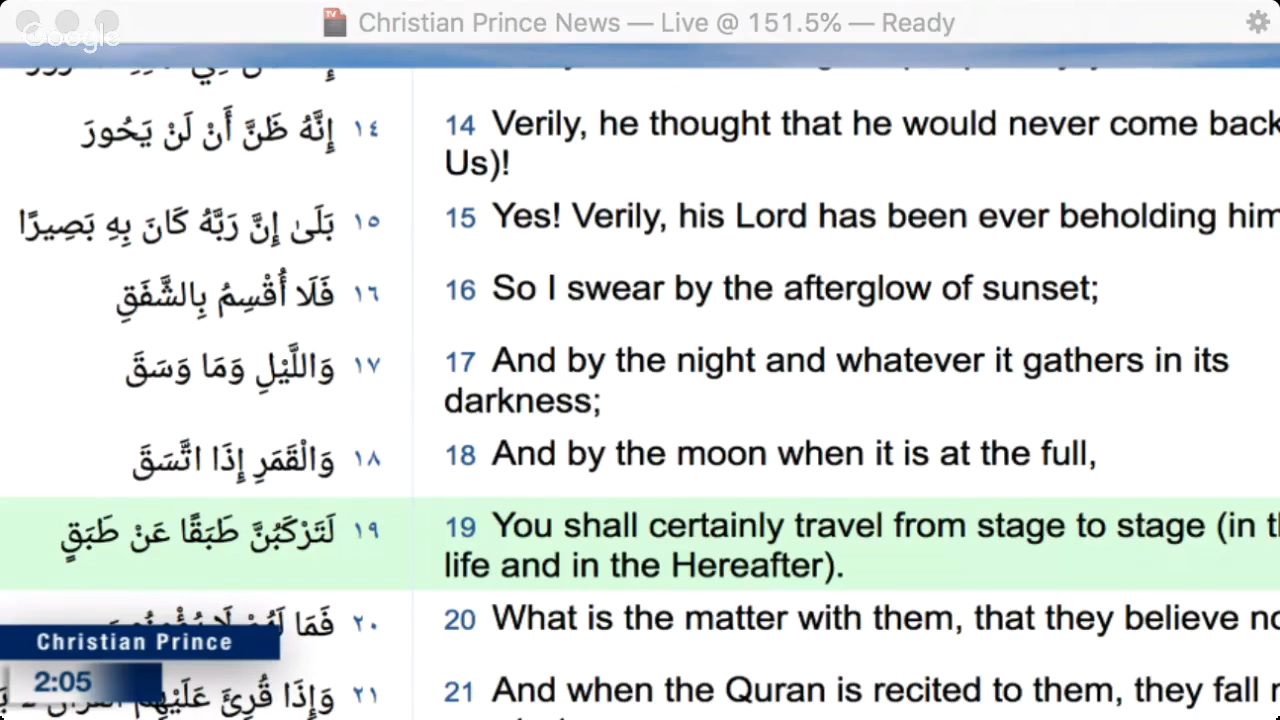 Christian Prince News — Live @ 151.5% — Ready
Google
إِنَّهُ ظَنَّ أَنْ لَنْ يَحُورَ ١٤
14 Verily, he thought that he would never come back
Us)!
بَلَىٰ إِنَّ رَبَّهُ كَانَ بِهِ بَصِيرًا ١٥
15 Yes! Verily, his Lord has been ever beholding him
فَلَا أُقْسِمُ بِالشَّفَقِ ١٦
16 So I swear by the afterglow of sunset;
وَاللَّيْلِ وَمَا وَسَقَ ١٧
17 And by the night and whatever it gathers in its
darkness;
وَالْقَمَرِ إِذَا اتَّسَقَ ١٨
18 And by the moon when it is at the full,
لَتَرْكَبُنَّ طَبَقًا عَنْ طَبَقٍ ١٩
19 You shall certainly travel from stage to stage (in
life and in the Hereafter).
فَمَا ٢٠
20 What is the matter with them, that they believe
وَإِذَا قُرِئَ عَلَيْهِمُ ٢١
21 And when the Quran is recited to them, they fall
Christian Prince
2:05